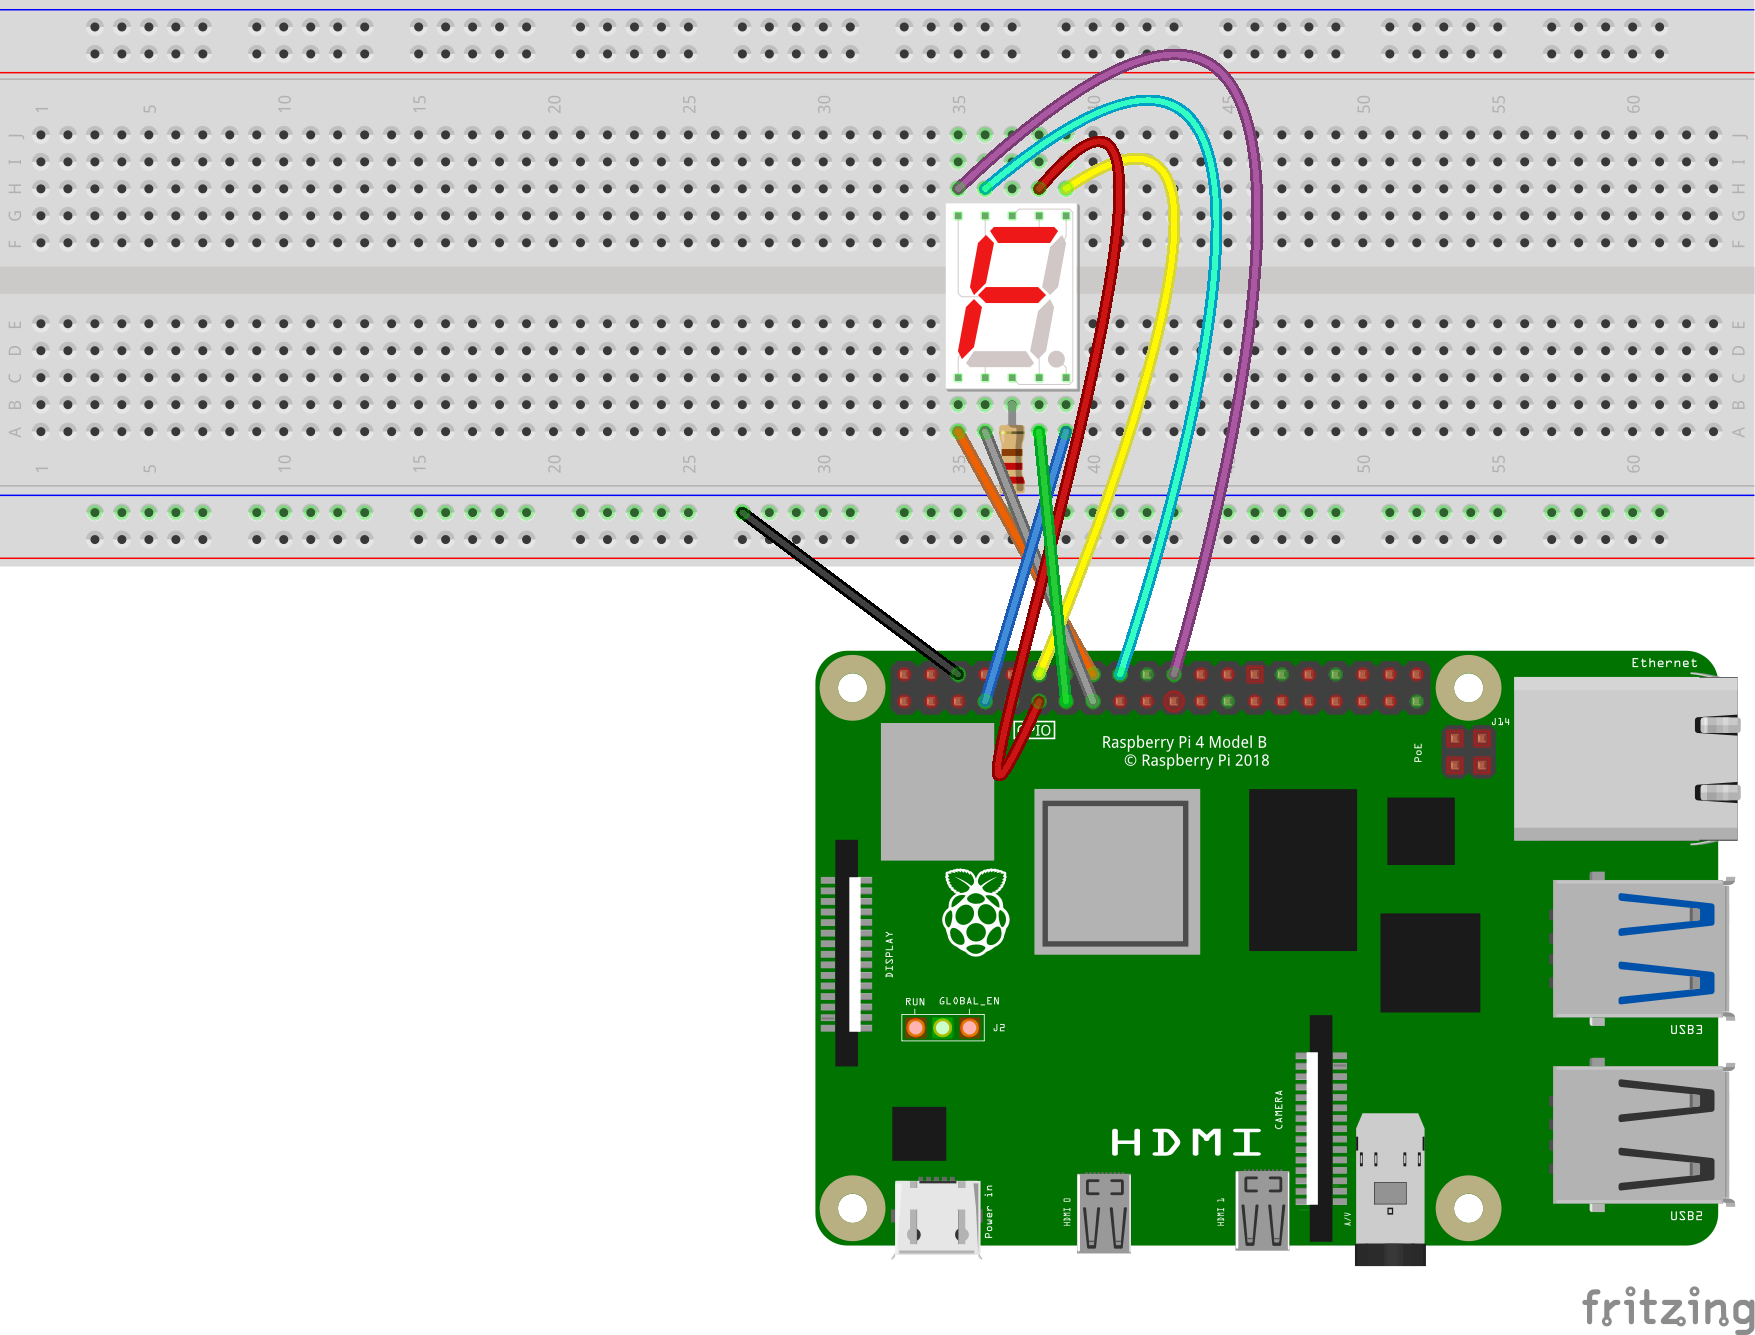 1 5 10 15 20 25 30 35 40 45 50 55 60
J J
I I
H H
G G
F F
E E
D D
C C
B B
A A
1 5 10 15 20 25 30 35 40 50 55 60
Ethernet
J14
GPIO
Raspberry Pi 4 Model B
© Raspberry Pi 2018
PoE
DISPLAY
RUN GLOBAL_EN
J2
USB3
CAMERA
HDMI
Power in
HDMI 0
HDMI 1
A/V
USB2
fritzing